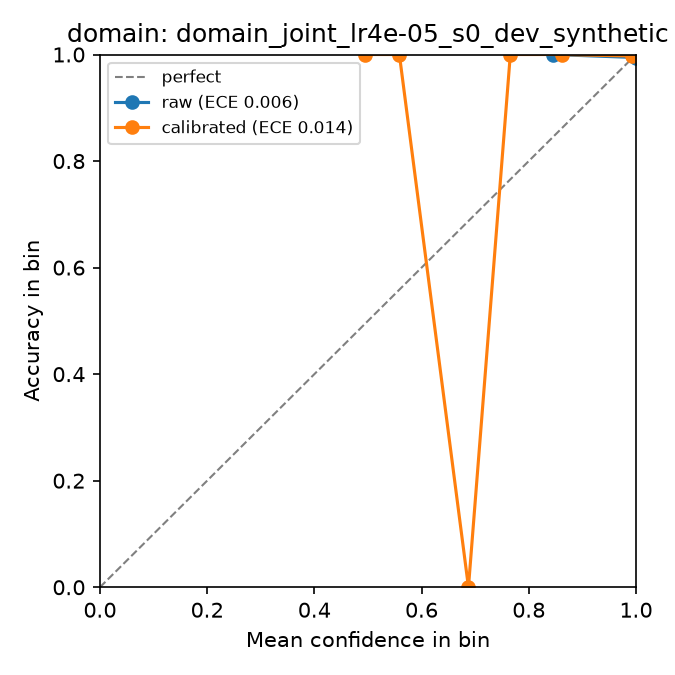 domain: domain_joint_lr4e-05_s0_dev_synthetic
1.0
0.8
0.6
0.4
0.2
0.0
Accuracy in bin
perfect
raw (ECE 0.006)
calibrated (ECE 0.014)
0.0 0.2 0.4 0.6 0.8 1.0
Mean confidence in bin